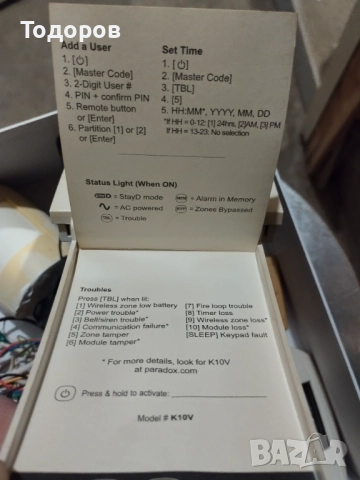 Тодоров
Add a User
1. [⏻]
2. [Master Code]
3. 2-Digit User #
4. PIN + confirm PIN
5. Remote button
or [Enter]
6. Partition [1] or [2]
or [Enter]
Set Time
1. [⏻]
2. [Master Code]
3. [TBL]
4. [5]
5. HH:MM*, YYYY, MM, DD
*If HH = 0-12: [1] 24hrs, [2]AM, [3] PM
If HH = 13-23: No selection
Status Light (When ON)
= StayD mode
= AC powered
TBL = Trouble
MEM = Alarm in Memory
BYP = Zones Bypassed
Troubles
Press [TBL] when lit:
[1] Wireless zone low battery
[2] Power trouble*
[3] Bell/siren trouble*
[4] Communication failure*
[5] Zone tamper
[6] Module tamper*
[7] Fire loop trouble
[8] Timer loss
[9] Wireless zone loss*
[10] Module loss*
[SLEEP] Keypad fault
*For more details, look for K10V
at paradox.com
⏻ Press & hold to activate:
Model # K10V
BAZAR